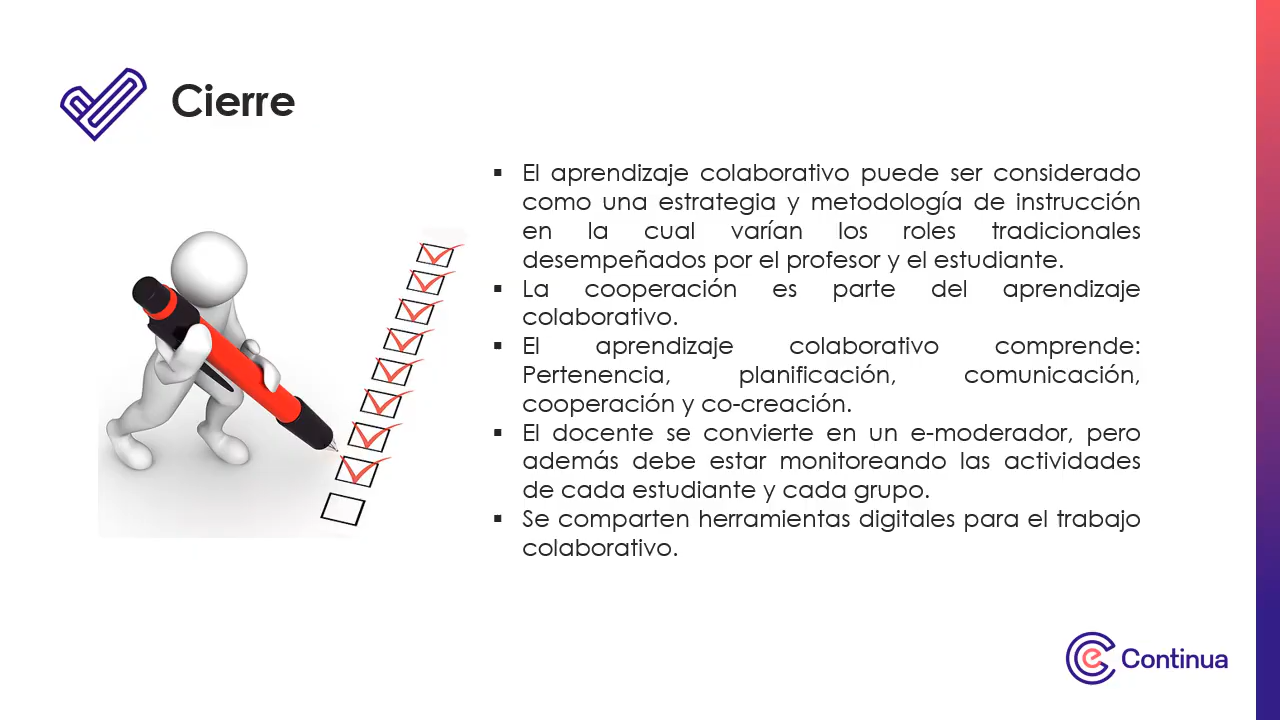 Cierre
▪ El aprendizaje colaborativo puede ser considerado
como una estrategia y metodología de instrucción
en la cual varían los roles tradicionales
desempeñados por el profesor y el estudiante.
▪ La cooperación es parte del aprendizaje
colaborativo.
▪ El aprendizaje colaborativo comprende:
Pertenencia, planificación, comunicación,
cooperación y co-creación.
▪ El docente se convierte en un e-moderador, pero
además debe estar monitoreando las actividades
de cada estudiante y cada grupo.
▪ Se comparten herramientas digitales para el trabajo
colaborativo.
e Continua